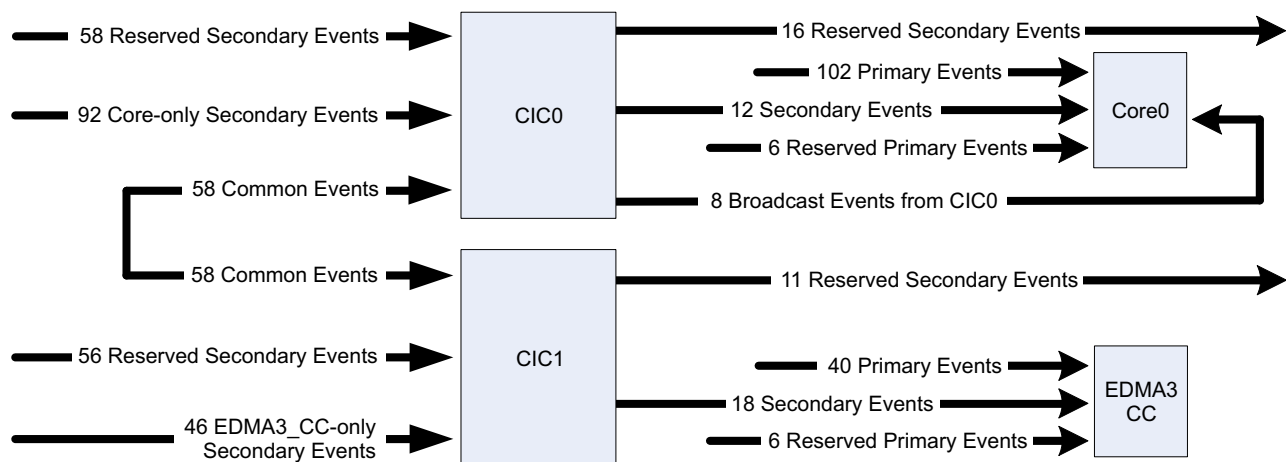 58 Reserved Secondary Events
16 Reserved Secondary Events
102 Primary Events
92 Core-only Secondary Events
CIC0
12 Secondary Events
Core0
6 Reserved Primary Events
58 Common Events
8 Broadcast Events from CIC0
58 Common Events
11 Reserved Secondary Events
56 Reserved Secondary Events
CIC1
40 Primary Events
18 Secondary Events
EDMA3
CC
46 EDMA3_CC-only
Secondary Events
6 Reserved Primary Events